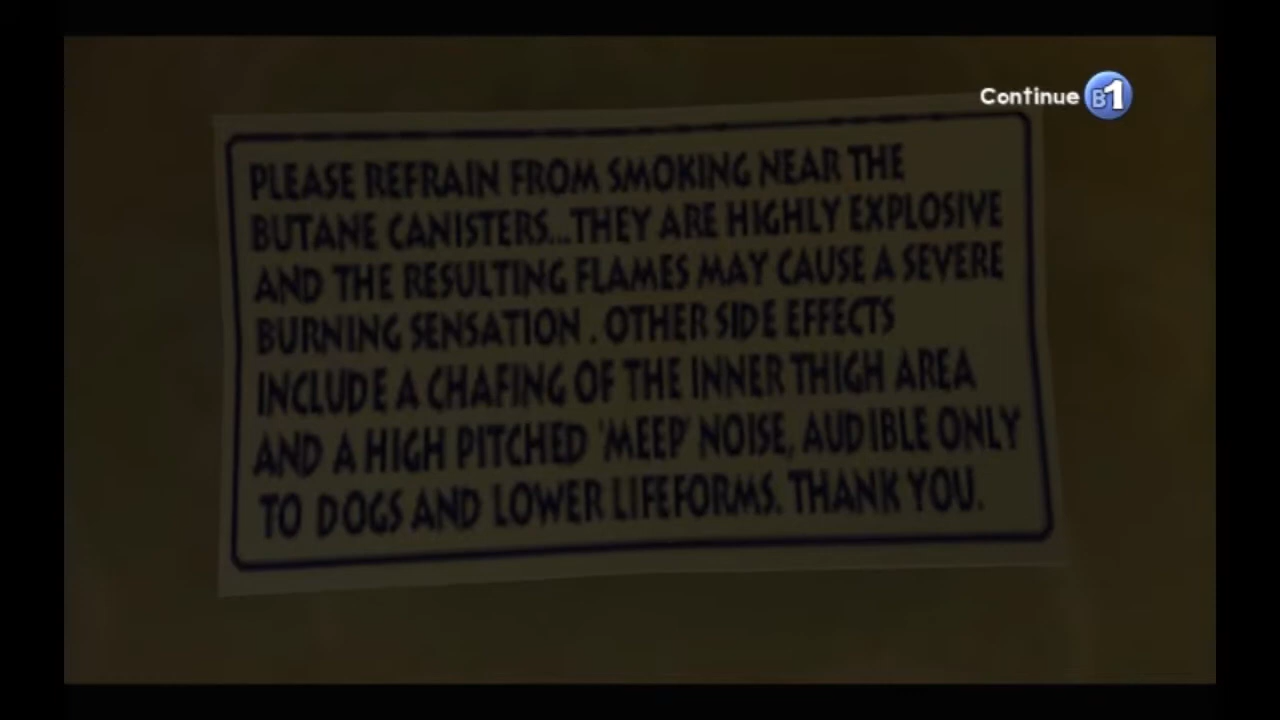 Continue B1
PLEASE REFRAIN FROM SMOKING NEAR THE
BUTANE CANISTERS...THEY ARE HIGHLY EXPLOSIVE
AND THE RESULTING FLAMES MAY CAUSE A SEVERE
BURNING SENSATION . OTHER SIDE EFFECTS
INCLUDE A CHAFING OF THE INNER THIGH AREA
AND A HIGH PITCHED 'MEEP' NOISE, AUDIBLE ONLY
TO DOGS AND LOWER LIFEFORMS. THANK YOU.